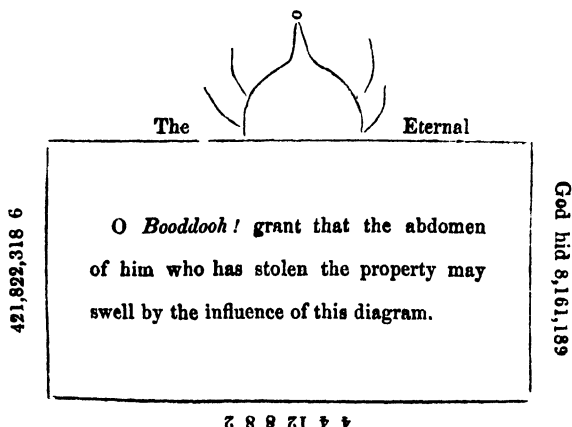 o
The Eternal
God hid 8,161,189
4 4 12 8 8 2
421,822,318 6
O Booddooh! grant that the abdomen
of him who has stolen the property may
swell by the influence of this diagram.